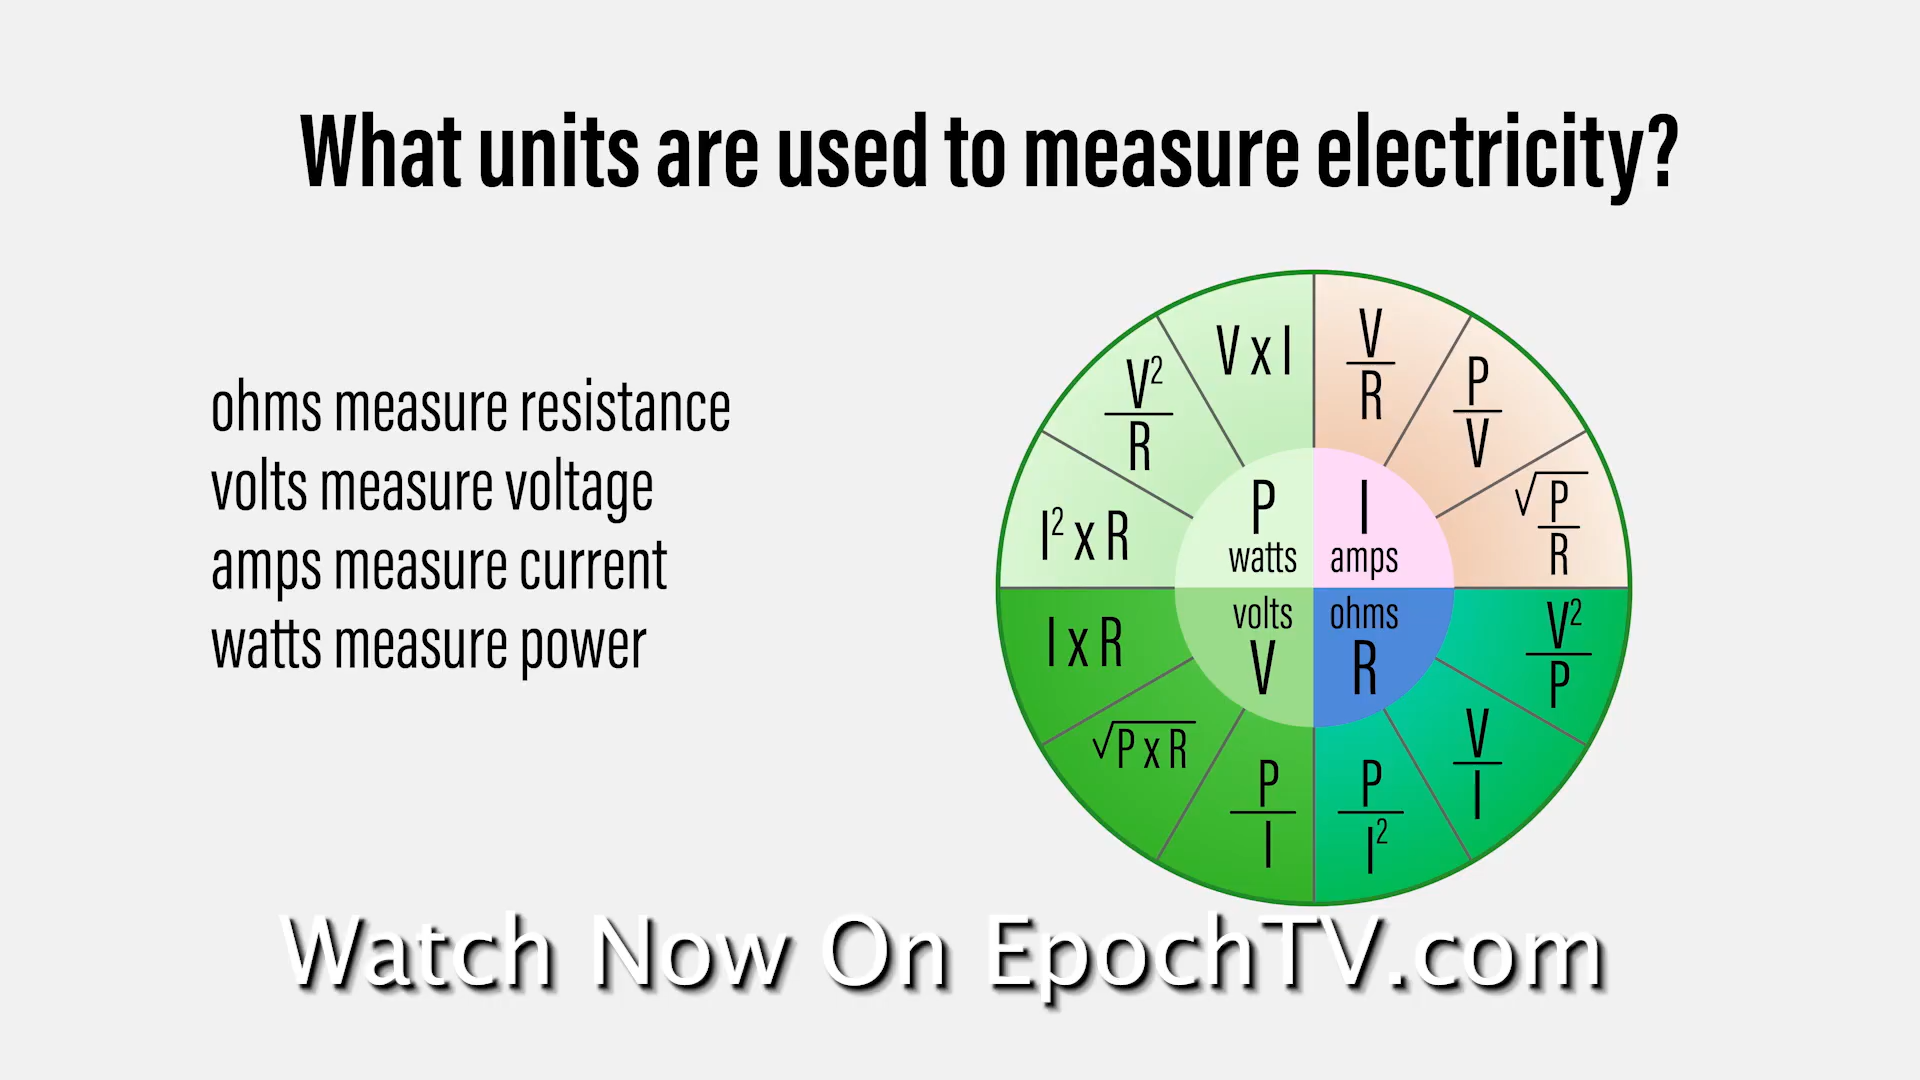 What units are used to measure electricity?
ohms measure resistance
volts measure voltage
amps measure current
watts measure power
V x I
V²
R
I² x R
V
R
P
V
√P
R
P
watts
I
amps
volts
V
ohms
R
I x R
√P x R
P
I
V²
P
V
I
P
I²
Watch Now On EpochTV.com